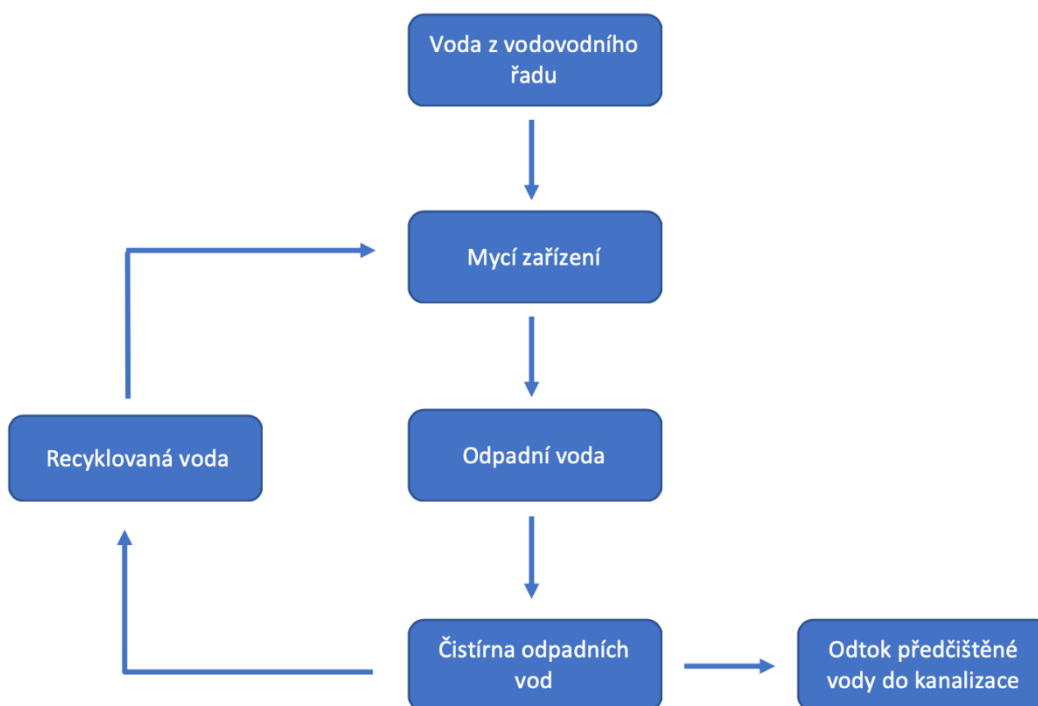 Voda z vodovodního
řadu
Mycí zařízení
Recyklovaná voda
Odpadní voda
Čistírna odpadních
vod
Odtok předčištěné
vody do kanalizace